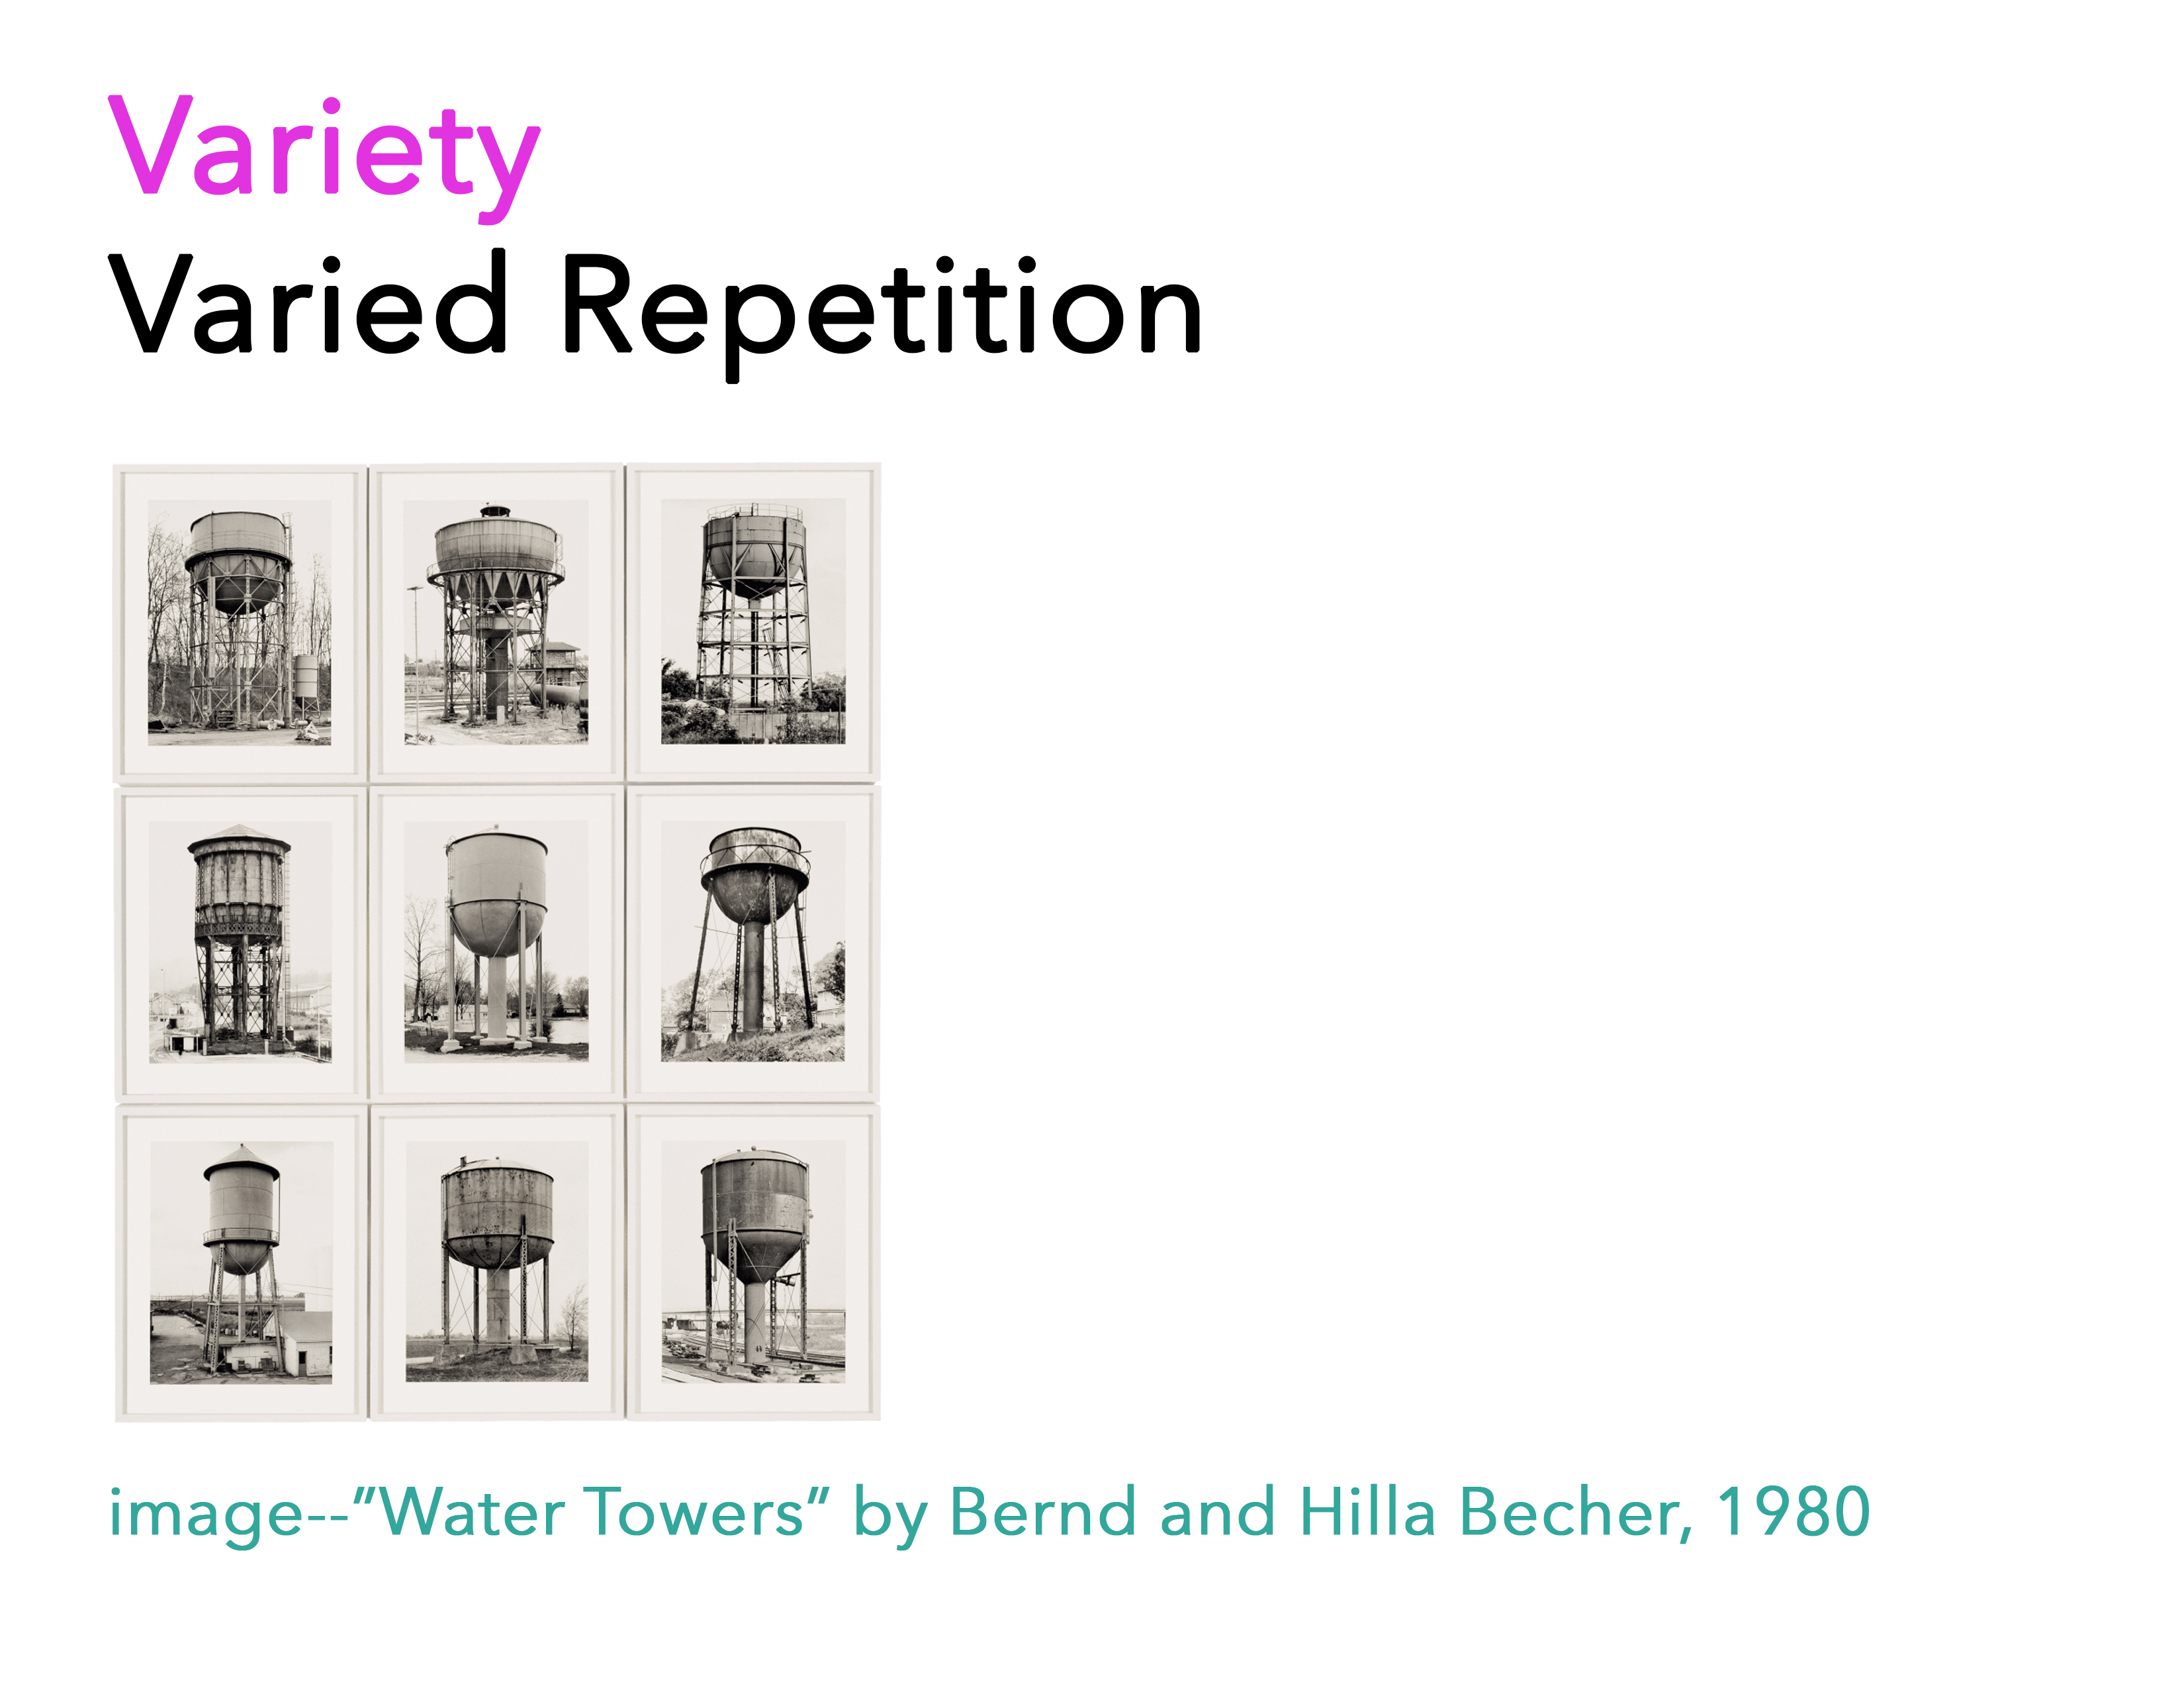 Variety
Varied Repetition
image--"Water Towers" by Bernd and Hilla Becher, 1980